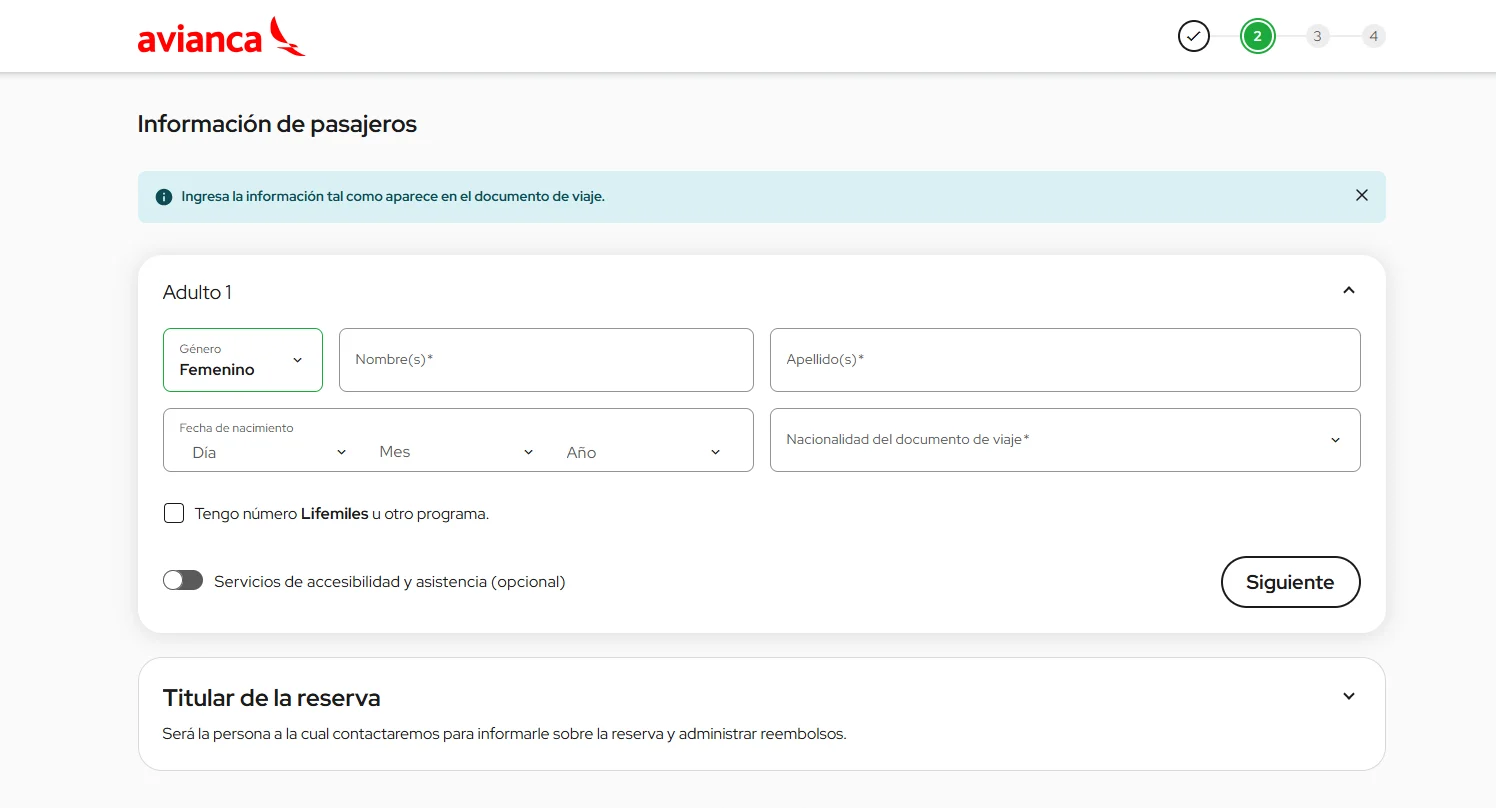 avianca
2
3
4
Información de pasajeros
Ingresa la información tal como aparece en el documento de viaje.
Adulto 1
Género
Femenino
Nombre(s)*
Apellido(s)*
Fecha de nacimiento
Día
Mes
Año
Nacionalidad del documento de viaje*
Tengo número Lifemiles u otro programa.
Servicios de accesibilidad y asistencia (opcional)
Siguiente
Titular de la reserva
Será la persona a la cual contactaremos para informarle sobre la reserva y administrar reembolsos.